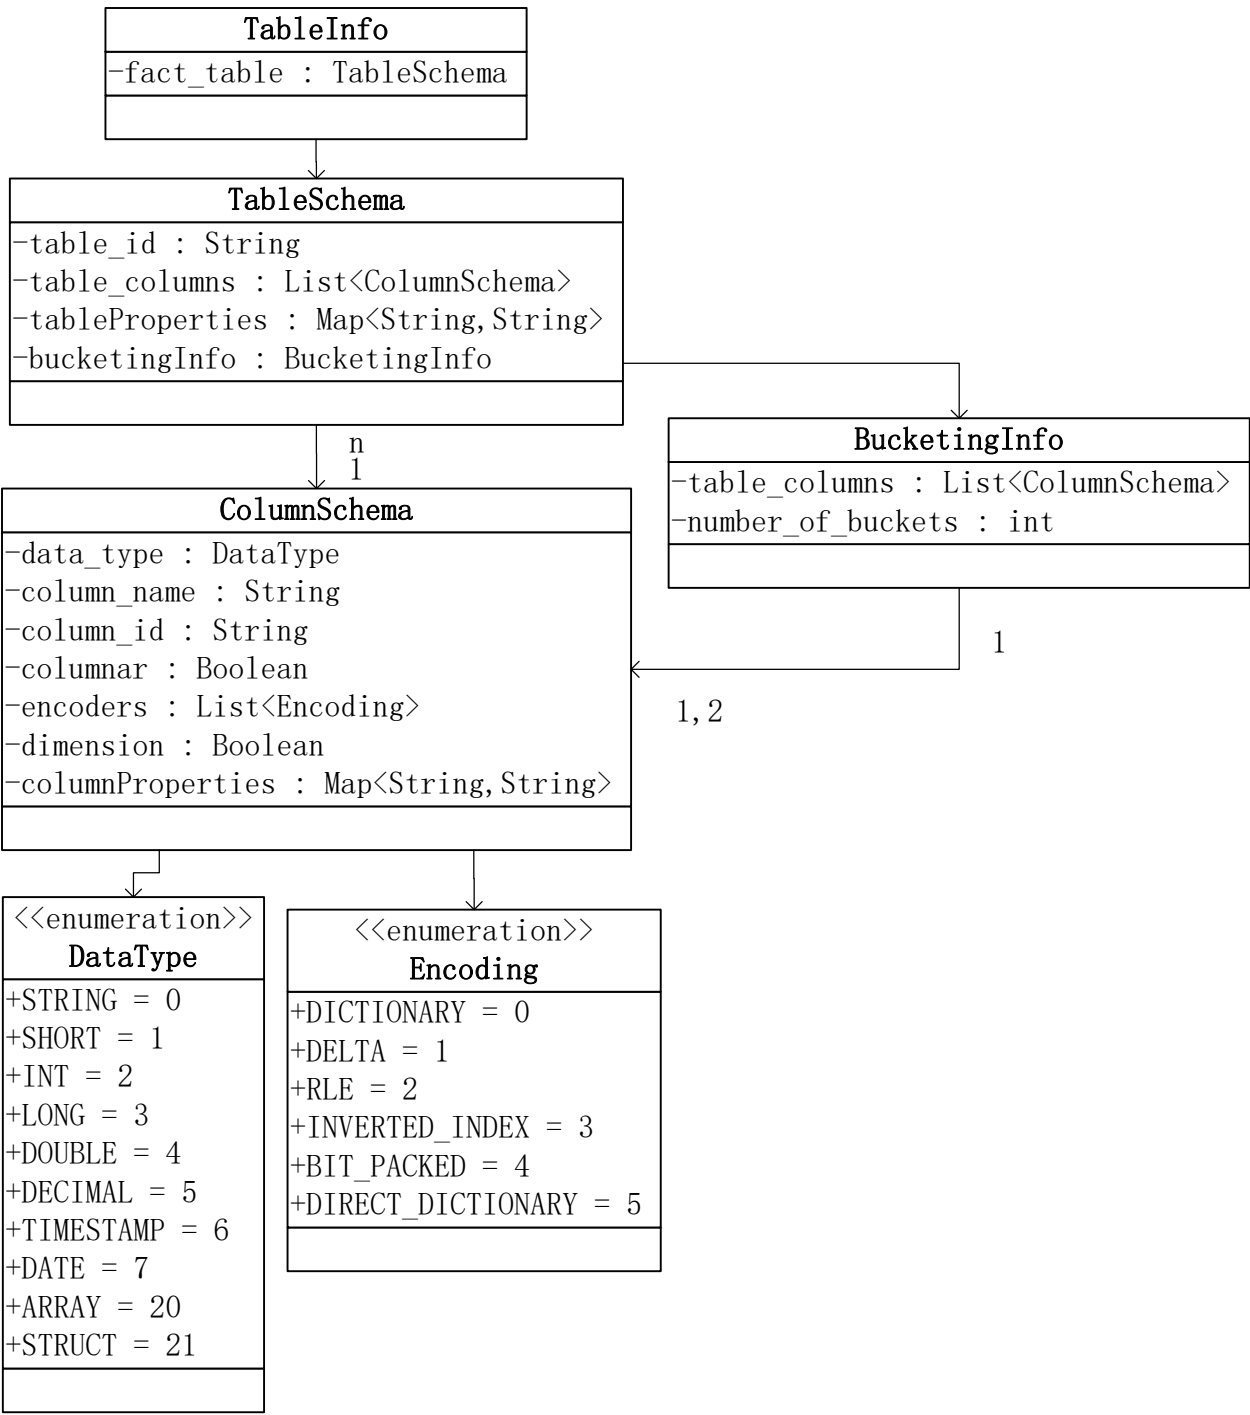 TableInfo
-fact_table : TableSchema
TableSchema
-table_id : String
-table_columns : List<ColumnSchema>
-tableProperties : Map<String,String>
-bucketingInfo : BucketingInfo
n
1
BucketingInfo
-table_columns : List<ColumnSchema>
-number_of_buckets : int
1
1,2
ColumnSchema
-data_type : DataType
-column_name : String
-column_id : String
-columnar : Boolean
-encoders : List<Encoding>
-dimension : Boolean
-columnProperties : Map<String,String>
<<enumeration>>
DataType
+STRING = 0
+SHORT = 1
+INT = 2
+LONG = 3
+DOUBLE = 4
+DECIMAL = 5
+TIMESTAMP = 6
+DATE = 7
+ARRAY = 20
+STRUCT = 21
<<enumeration>>
Encoding
+DICTIONARY = 0
+DELTA = 1
+RLE = 2
+INVERTED_INDEX = 3
+BIT_PACKED = 4
+DIRECT_DICTIONARY = 5